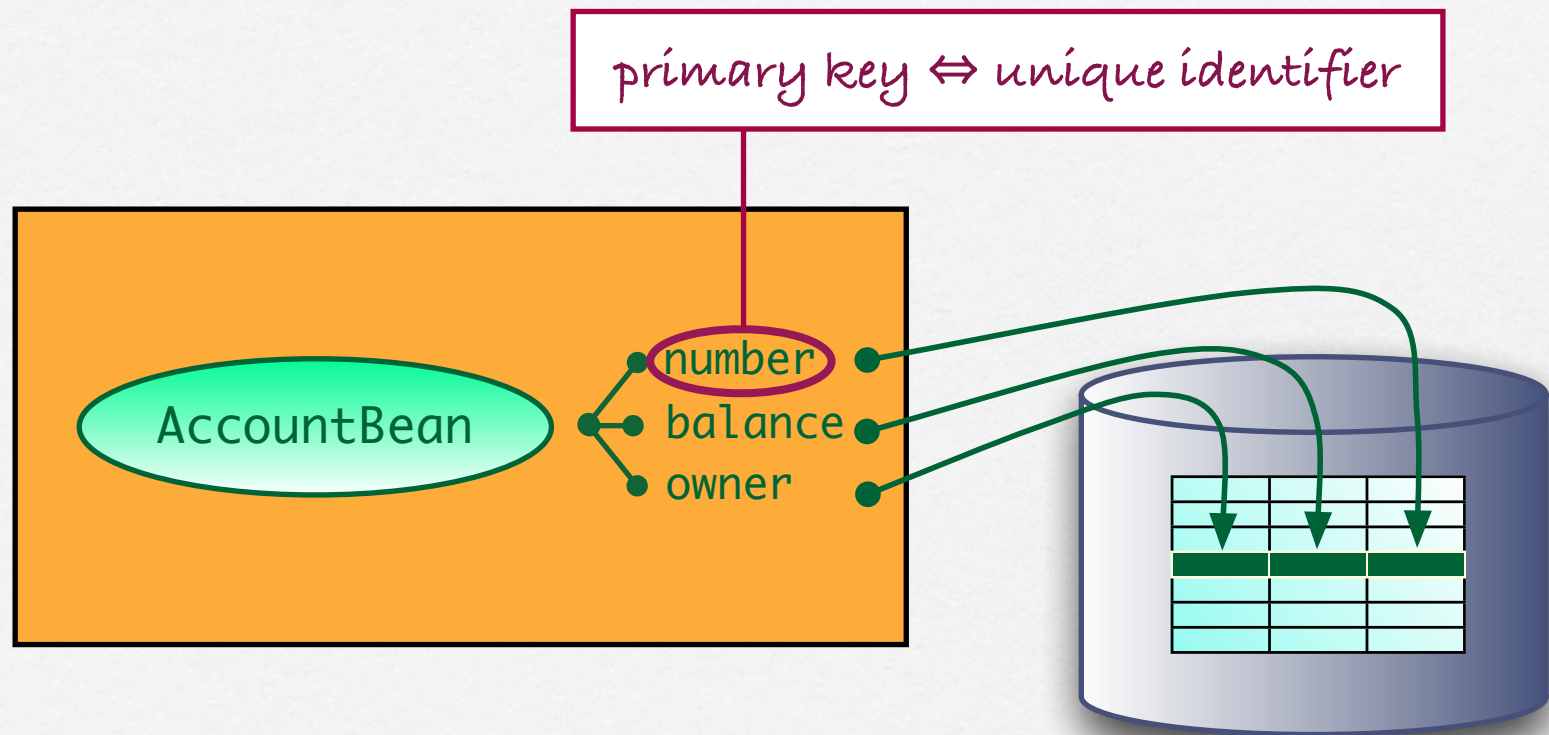 primary key ⇔ unique identifier
number
AccountBean
balance
owner